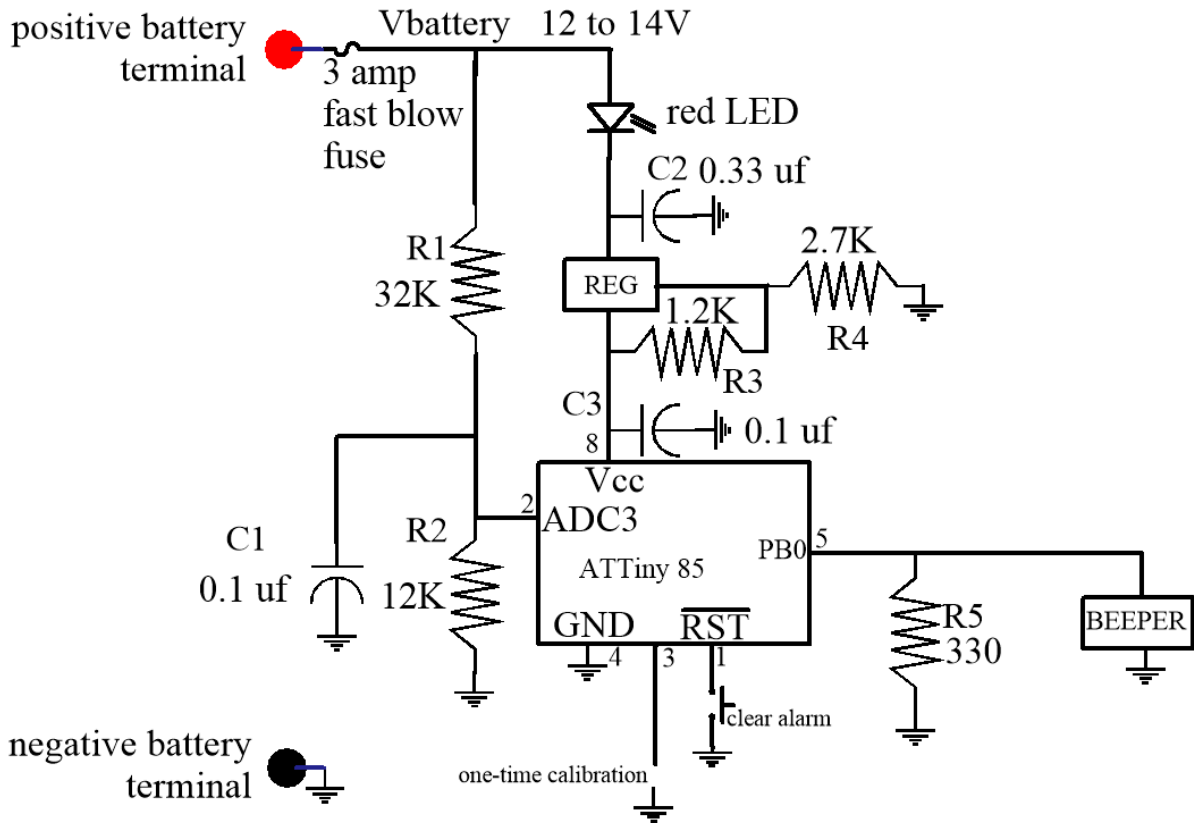 positive battery
terminal
Vbattery 12 to 14V
3 amp
fast blow
fuse
red LED
C2 0.33 uf
R1
32K
REG
2.7K
R4
1.2K
R3
C3
0.1 uf
8
Vcc
2
ADC3
R2
12K
C1
0.1 uf
ATTiny 85
PB0
5
GND
RST
4
3
1
R5
330
BEEPER
clear alarm
one-time calibration
negative battery
terminal